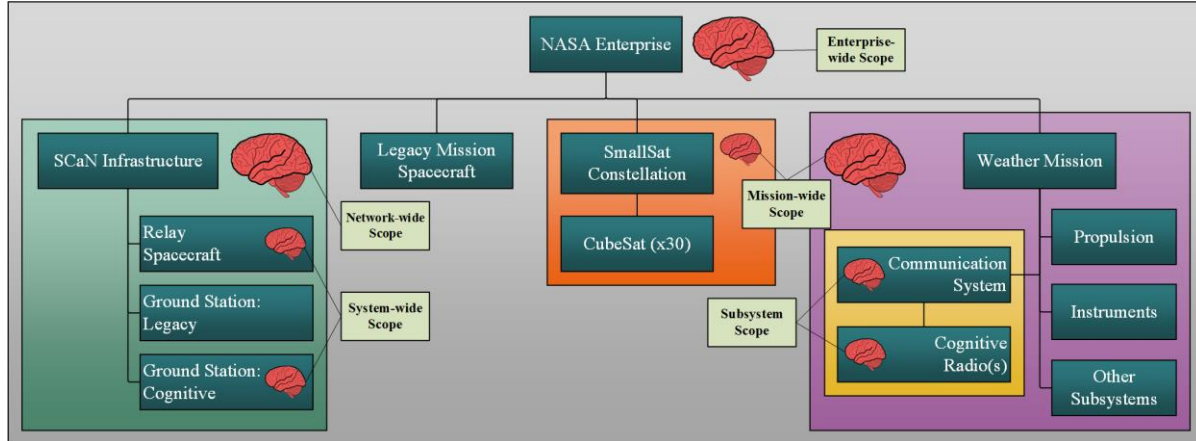 NASA Enterprise
Enterprise-
wide Scope
SCaN Infrastructure
Legacy Mission
Spacecraft
SmallSat
Constellation
Weather Mission
Network-wide
Scope
Mission-wide
Scope
Relay
Spacecraft
CubeSat (x30)
Propulsion
Communication
System
Ground Station:
Legacy
System-wide
Scope
Subsystem
Scope
Instruments
Cognitive
Radio(s)
Ground Station:
Cognitive
Other
Subsystems